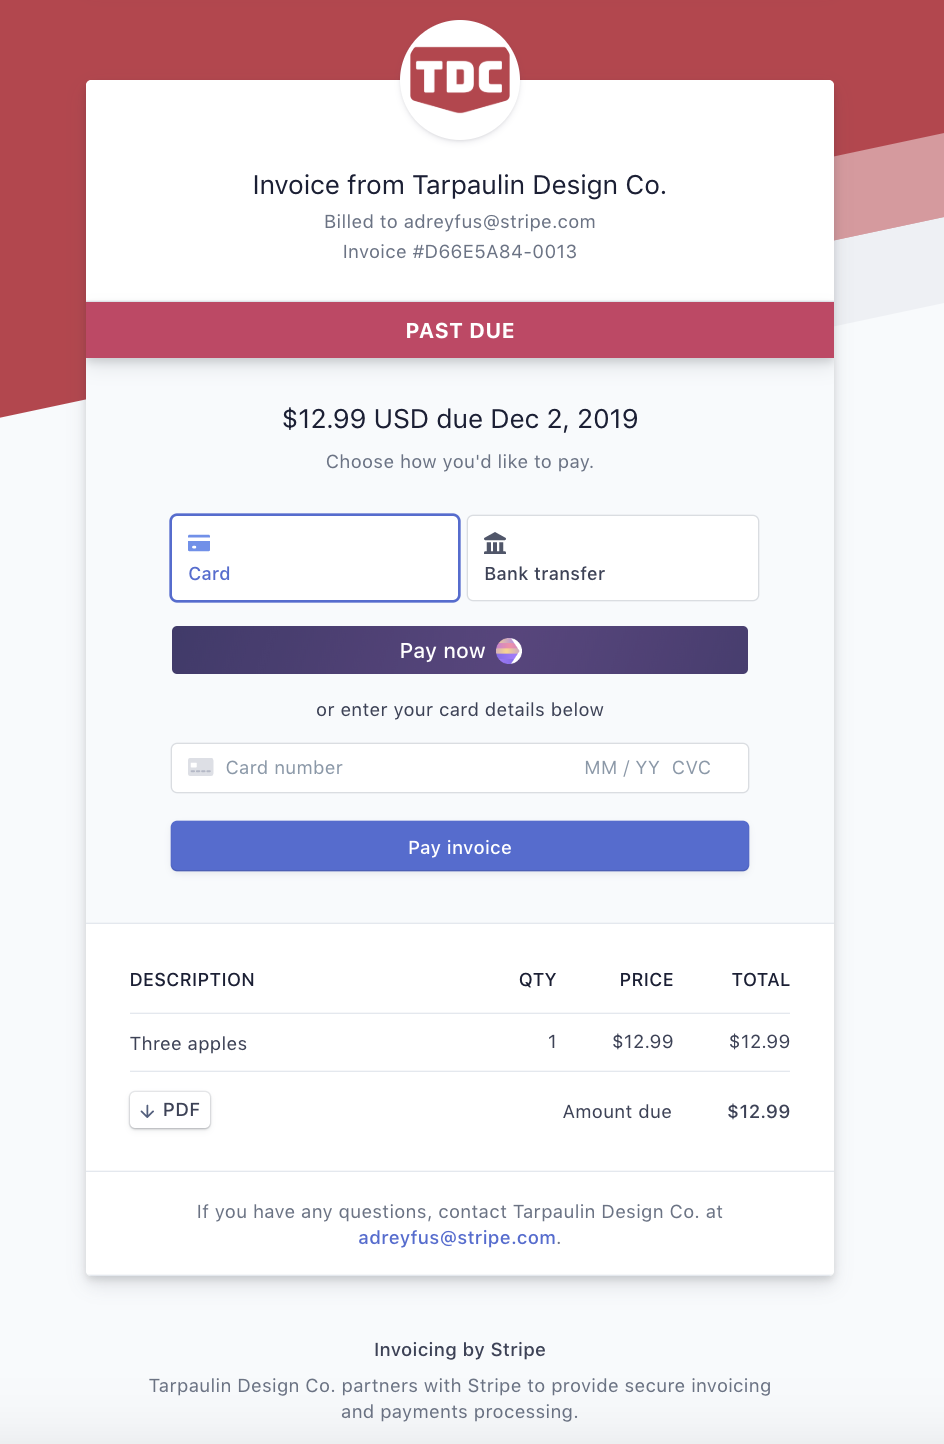 TDC
Invoice from Tarpaulin Design Co.
Billed to adreyfus@stripe.com
Invoice #D66E5A84-0013
PAST DUE
$12.99 USD due Dec 2, 2019
Choose how you'd like to pay.
Card Bank transfer
Pay now
or enter your card details below
Card number MM / YY CVC
Pay invoice
DESCRIPTION QTY PRICE TOTAL
Three apples 1 $12.99 $12.99
PDF Amount due $12.99
If you have any questions, contact Tarpaulin Design Co. at
adreyfus@stripe.com.
Invoicing by Stripe
Tarpaulin Design Co. partners with Stripe to provide secure invoicing
and payments processing.